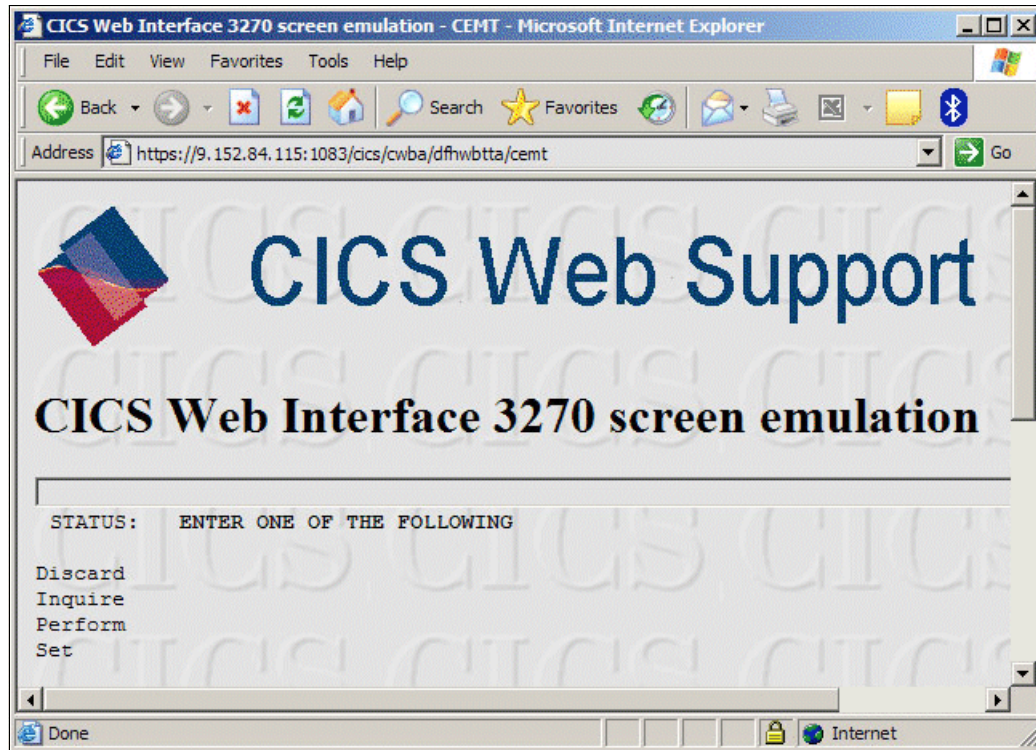 CICS Web Interface 3270 screen emulation - CEMT - Microsoft Internet Explorer
File Edit View Favorites Tools Help
Back Search Favorites
Address https://9.152.84.115:1083/cics/cwba/dfhwbtta/cemt Go
CICS Web Support
CICS Web Interface 3270 screen emulation
STATUS: ENTER ONE OF THE FOLLOWING
Discard
Inquire
Perform
Set
Done Internet